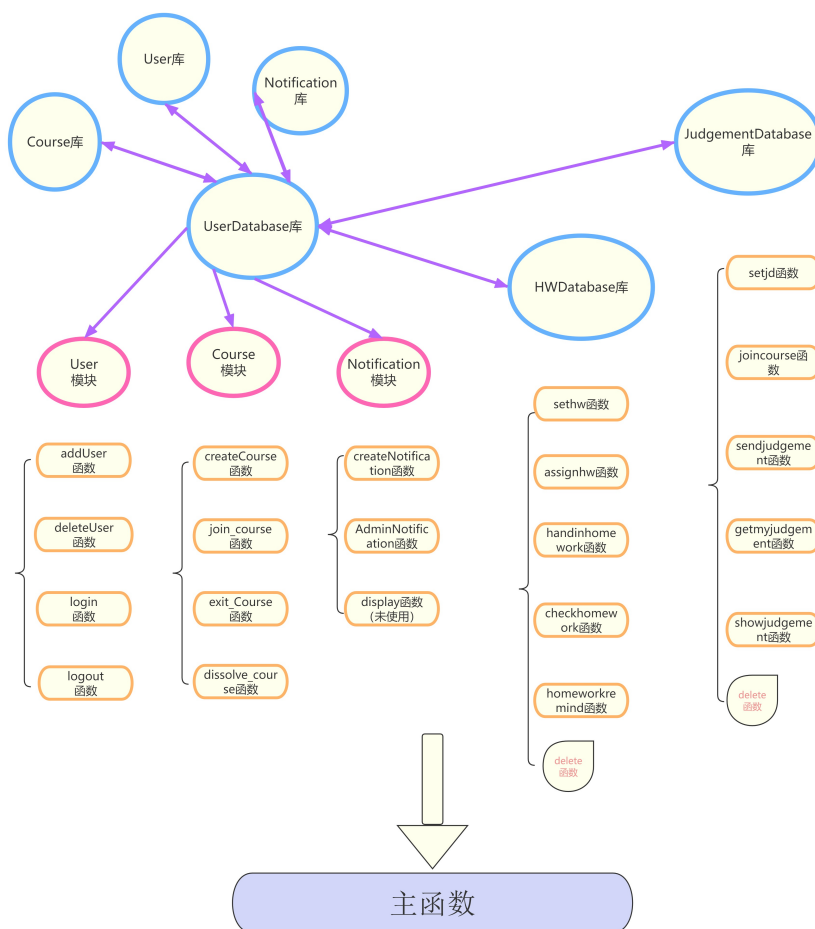 User库
Notification
库
Course库
JudgementDatabase
库
UserDatabase库
HWDatabase库
User
模块
Course
模块
Notification
模块
addUser
函数
deleteUser
函数
login
函数
logout
函数
createCourse
函数
join_course
函数
exit_Course
函数
dissolve_cour
se函数
createNotifica
tion函数
AdminNotific
ation函数
display函数
(未使用)
sethw函数
assignhw函数
handinhome
work函数
checkhomew
ork函数
homeworkre
mind函数
delete
函数
setjd函数
joincourse函
数
sendjudgeme
nt函数
getmyjudgem
ent函数
showjudgeme
nt函数
delete
函数
主函数